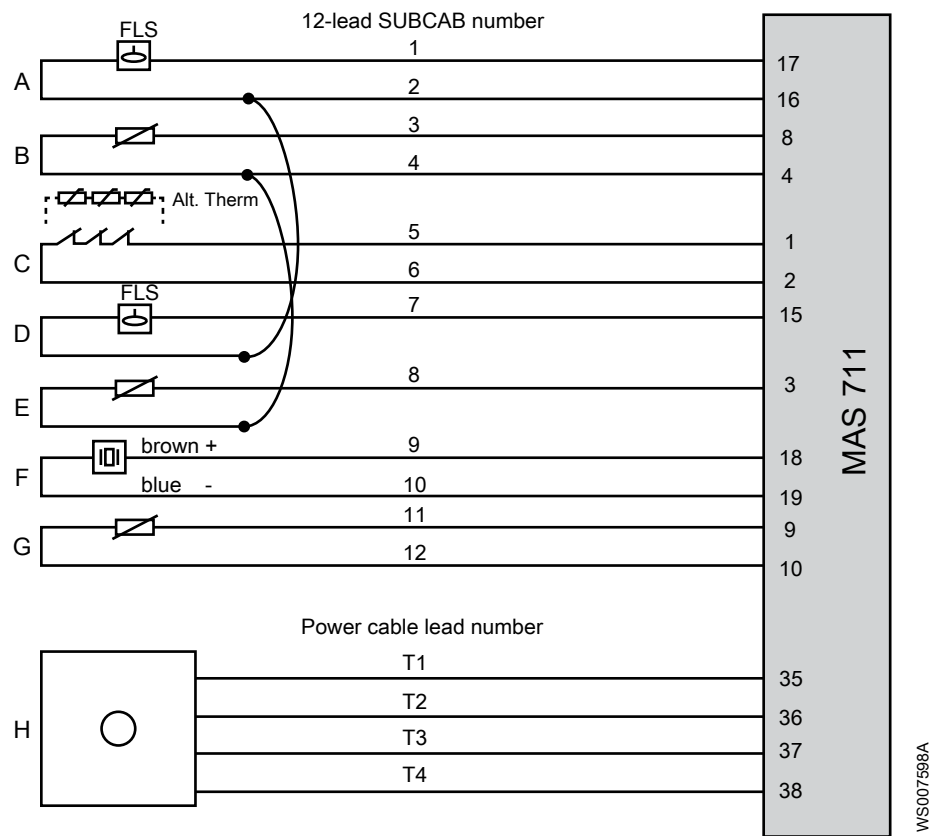 12-lead SUBCAB number
FLS
1
17
A
2
16
3
8
B
4
4
Alt. Therm
5
1
C
6
2
FLS
7
15
D
8
3
E
brown +
9
18
F
blue -
10
19
11
9
G
12
10
MAS 711
Power cable lead number
T1
35
T2
36
H
T3
37
T4
38
WS007598A